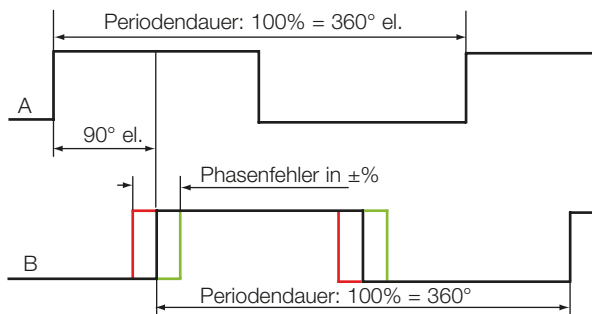 Periodendauer: 100% = 360° el.
A
90° el.
Phasenfehler in ±%
B
Periodendauer: 100% = 360°